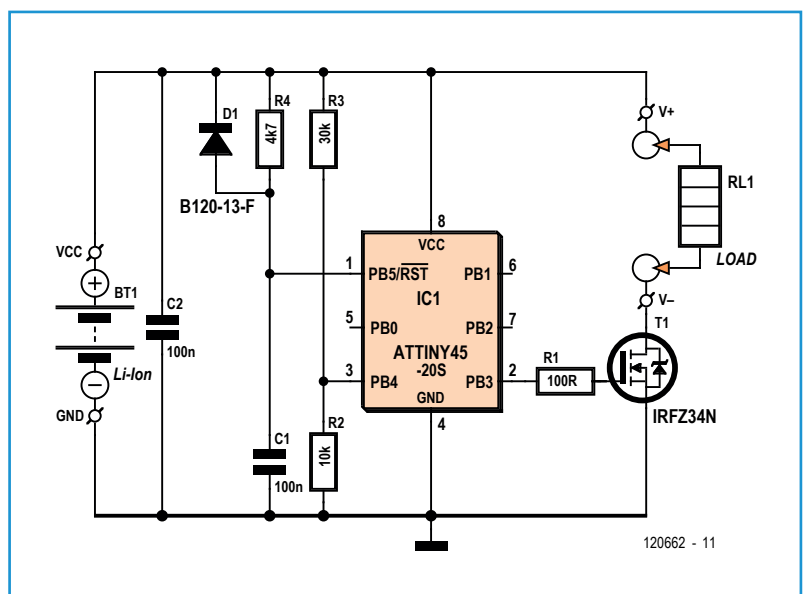 D1
R4
4k7
R3
30k
B120-13-F
V+
RL1
LOAD
V–
T1
VCC
BT1
Li-Ion
GND
C2
100n
8
VCC
1
PB5/RST
PB1
6
IC1
5
PB0
PB2
7
ATTINY45
-20S
3
PB4
PB3
2
GND
4
R1
100R
IRFZ34N
R2
10k
C1
100n
120662 - 11